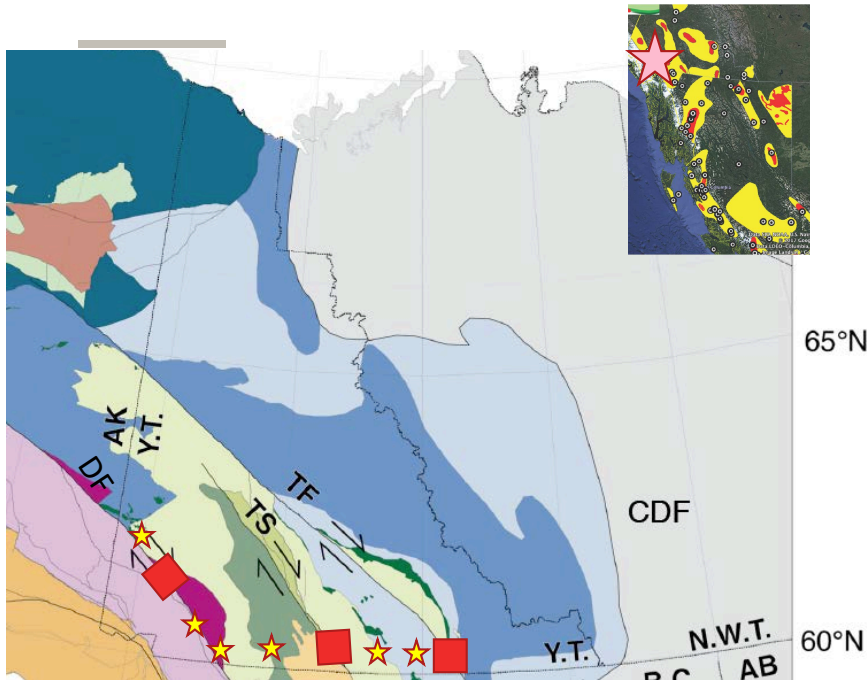 65°N
AK
Y.T.
DF
TS
TF
CDF
60°N
N.W.T.
Y.T.
B.C.
AB